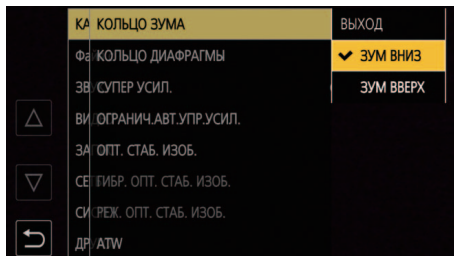 КА КОЛЬЦО ЗУМА ВЫХОД
Фа КОЛЬЦО ДИАФРАГМЫ ЗУМ ВНИЗ
ЗВ СУПЕР УСИЛ. ЗУМ ВВЕРХ
ВИ ОГРАНИЧ.АВТ.УПР.УСИЛ.
ЗА ОПТ. СТАБ. ИЗОБ.
СЕ ГИБР. ОПТ. СТАБ. ИЗОБ.
СИ РЕЖ. ОПТ. СТАБ. ИЗОБ.
ДР ATW